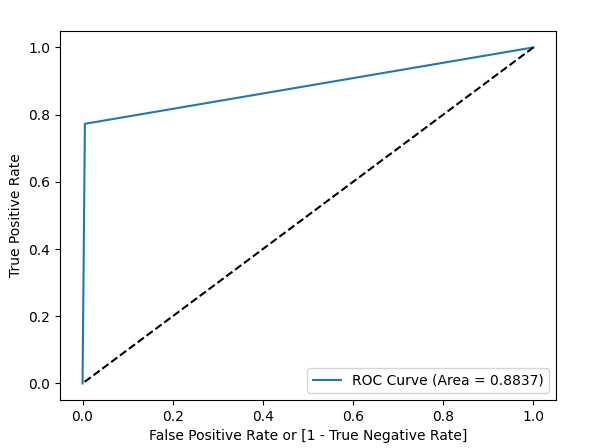 1.0
0.8
0.6
0.4
0.2
0.0
True Positive Rate
ROC Curve (Area = 0.8837)
0.0 0.2 0.4 0.6 0.8 1.0
False Positive Rate or [1 - True Negative Rate]